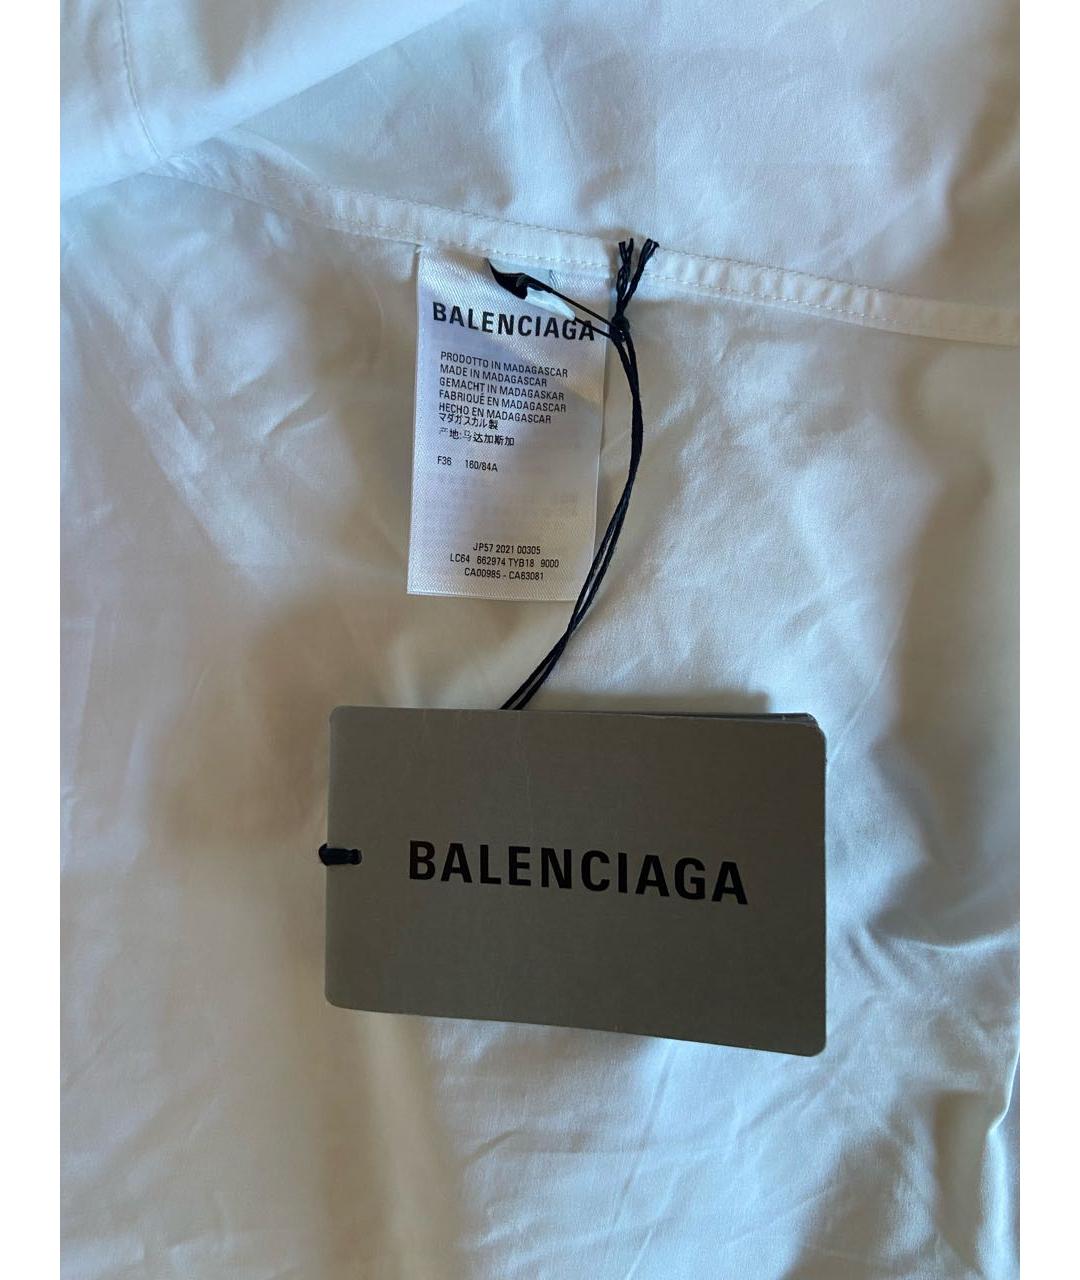 BALENCIAGA
PRODOTTO IN MADAGASCAR
MADE IN MADAGASCAR
GEMACHT IN MADAGASKAR
FABRIQUÉ EN MADAGASCAR
HECHO EN MADAGASCAR
マダガスカル製
产地:马达加斯加
F36 160/84A
JP57 2021 00305
LC64 662974 TYB18 9000
CA00985 - CA83081
BALENCIAGA